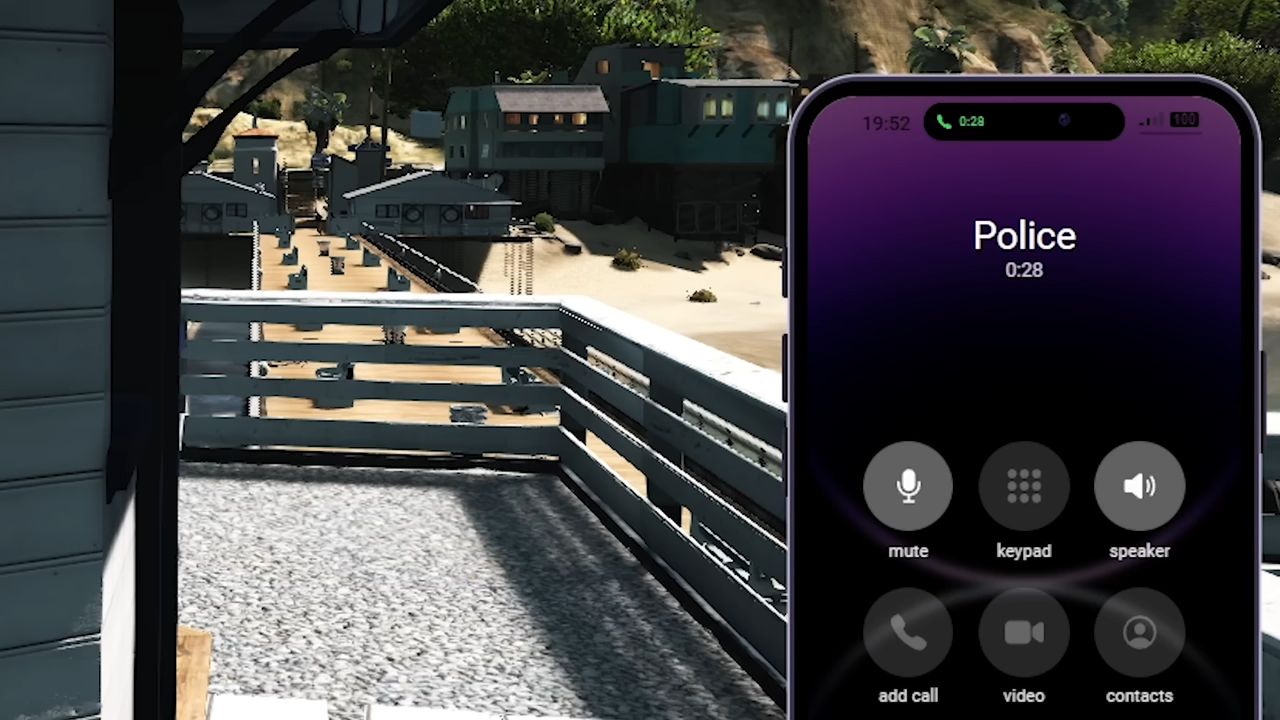 19:52 0:28 100
Police
0:28
mute keypad speaker
add call video contacts